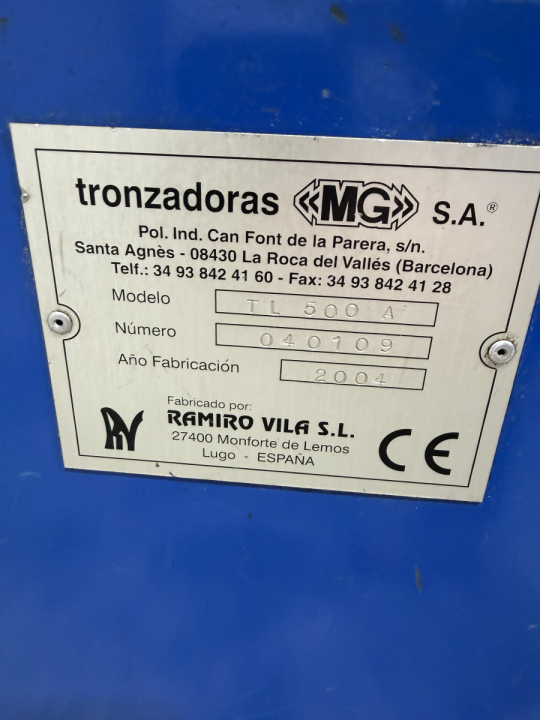 tronzadoras «MG» S.A.®
Pol. Ind. Can Font de la Parera, s/n.
Santa Agnès - 08430 La Roca del Vallés (Barcelona)
Telf.: 34 93 842 41 60 - Fax: 34 93 842 41 28
Modelo TL 500 A
Número 040109
Año Fabricación 2004
Fabricado por:
RAMIRO VILA S.L.
27400 Monforte de Lemos
Lugo - ESPAÑA
CE